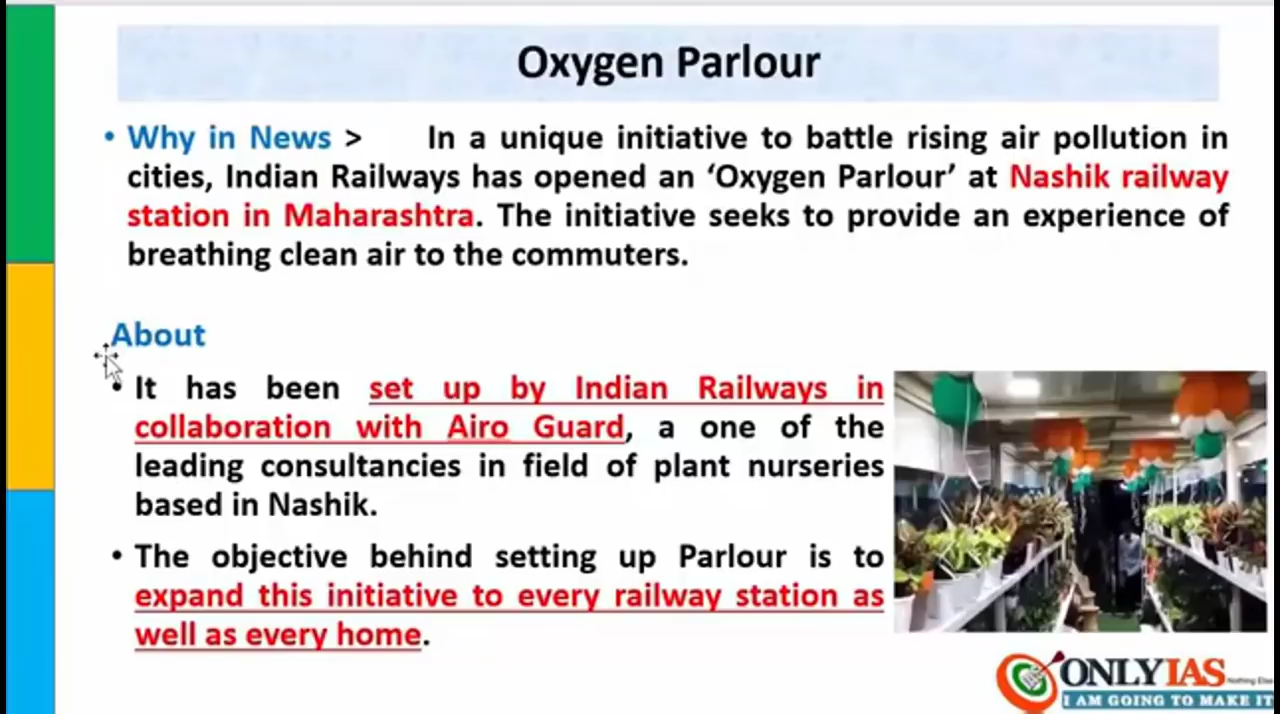 Oxygen Parlour
• Why in News > In a unique initiative to battle rising air pollution in
cities, Indian Railways has opened an ‘Oxygen Parlour’ at Nashik railway
station in Maharashtra. The initiative seeks to provide an experience of
breathing clean air to the commuters.
About
• It has been set up by Indian Railways in
collaboration with Airo Guard, a one of the
leading consultancies in field of plant nurseries
based in Nashik.
• The objective behind setting up Parlour is to
expand this initiative to every railway station as
well as every home.
ONLYIAS
Nothing Else
I AM GOING TO MAKE IT